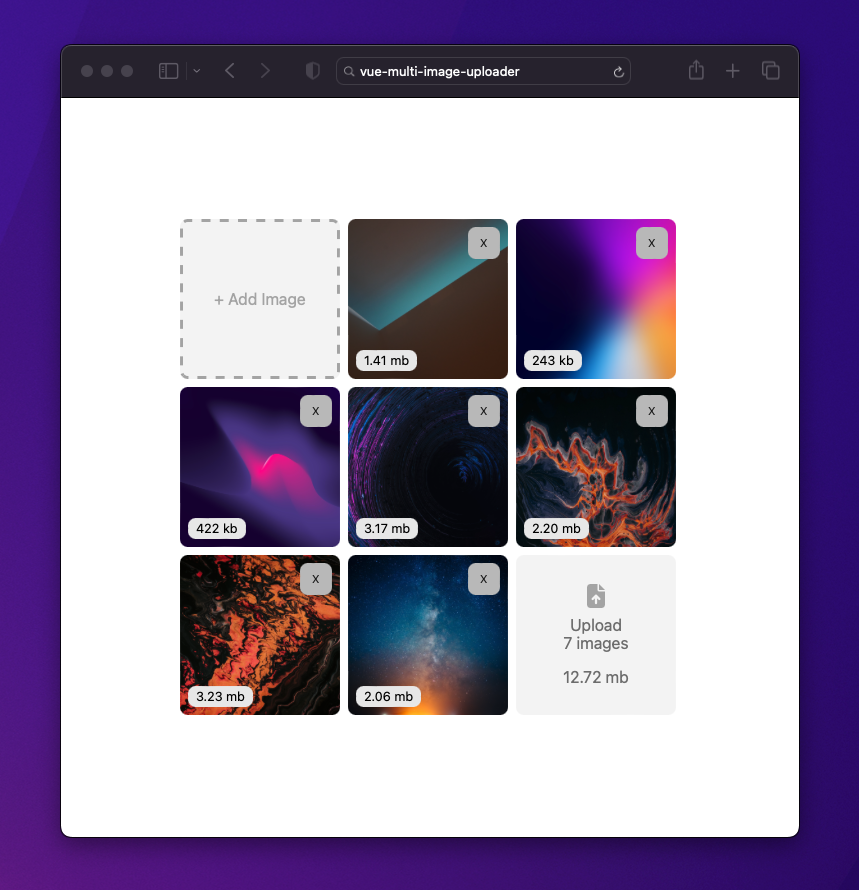 vue-multi-image-uploader
+ Add Image
X
1.41 mb
X
243 kb
X
422 kb
X
3.17 mb
X
2.20 mb
X
3.23 mb
X
2.06 mb
Upload
7 images
12.72 mb